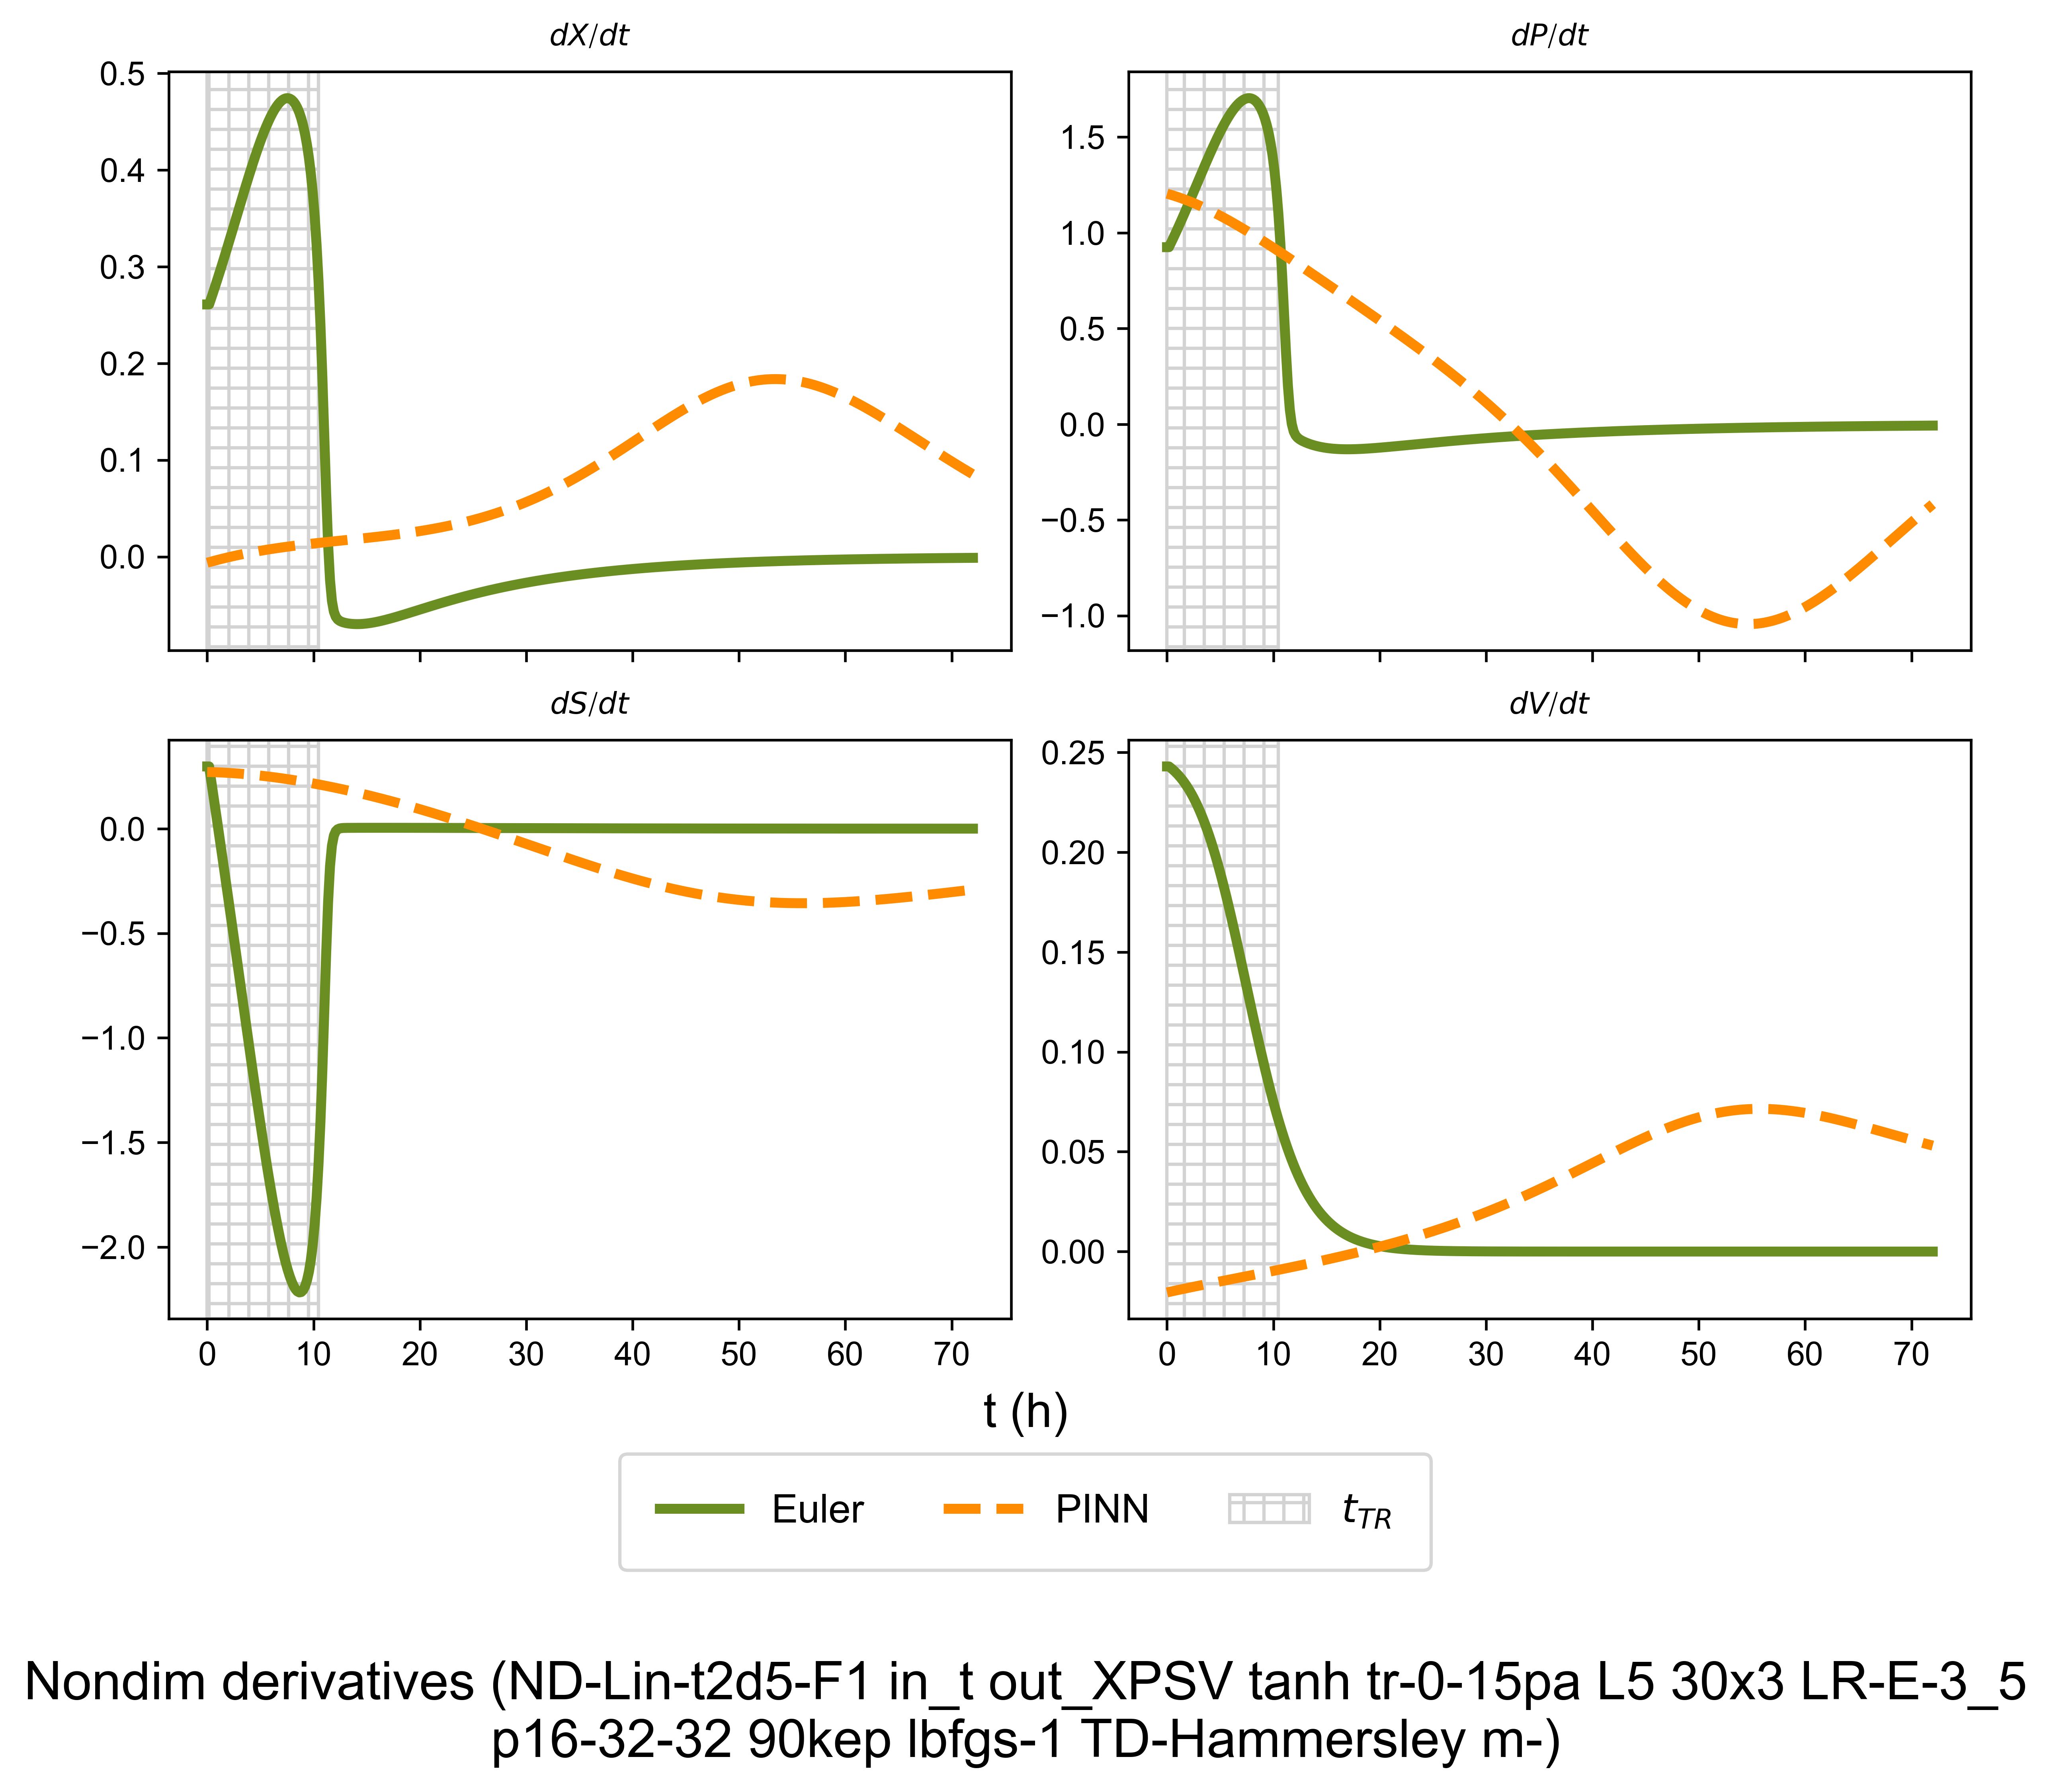 dX/dt
dP/dt
0.5
0.4
0.3
0.2
0.1
0.0
1.5
1.0
0.5
0.0
−0.5
−1.0
dS/dt
dV/dt
0.0
−0.5
−1.0
−1.5
−2.0
0.25
0.20
0.15
0.10
0.05
0.00
0 10 20 30 40 50 60 70
0 10 20 30 40 50 60 70
t (h)
Euler PINN t_TR
Nondim derivatives (ND-Lin-t2d5-F1 in_t out_XPSV tanh tr-0-15pa L5 30x3 LR-E-3_5
p16-32-32 90kep lbfgs-1 TD-Hammersley m-)